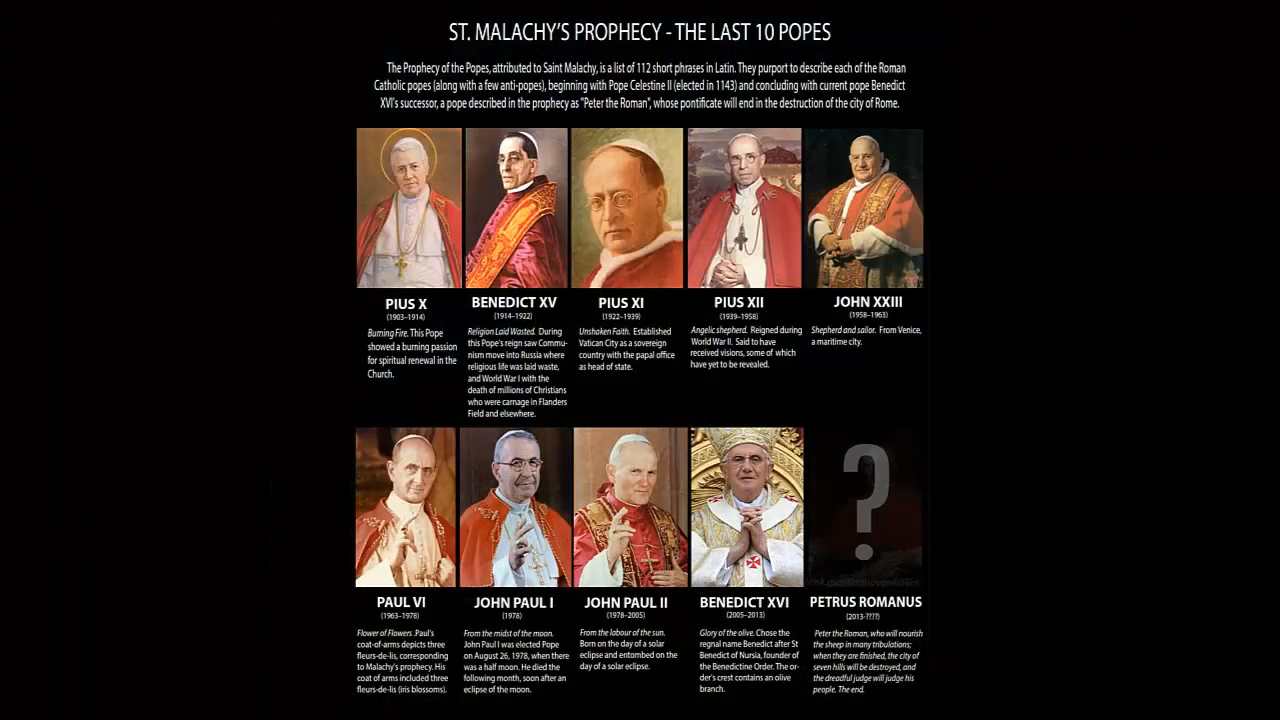 ST. MALACHY'S PROPHECY - THE LAST 10 POPES
The Prophecy of the Popes, attributed to Saint Malachy, is a list of 112 short phrases in Latin. They purport to describe each of the Roman
Catholic popes (along with a few anti-popes), beginning with Pope Celestine II (elected in 1143) and concluding with current pope Benedict
XVI's successor, a pope described in the prophecy as "Peter the Roman", whose pontificate will end in the destruction of the city of Rome.
PIUS X
(1903–1914)
Burning Fire. This Pope
showed a burning passion
for spiritual renewal in the
Church.
BENEDICT XV
(1914–1922)
Religion Laid Wasted. During
this Pope's reign saw Commu-
nism move into Russia where
religious life was laid waste,
and World War I with the
death of millions of Christians
who were carnage in Flanders
Field and elsewhere.
PIUS XI
(1922–1939)
Unshaken Faith. Established
Vatican City as a sovereign
country with the papal office
as head of state.
PIUS XII
(1939–1958)
Angelic shepherd. Reigned during
World War II. Said to have
received visions, some of which
have yet to be revealed.
JOHN XXIII
(1958–1963)
Shepherd and sailor. From Venice,
a maritime city.
PAUL VI
(1963–1978)
Flower of Flowers .Paul's
coat-of-arms depicts three
fleurs-de-lis, corresponding
to Malachy's prophecy. His
coat of arms included three
fleurs-de-lis (iris blossoms).
JOHN PAUL I
(1978)
From the midst of the moon.
John Paul I was elected Pope
on August 26, 1978, when there
was a half moon. He died the
following month, soon after an
eclipse of the moon.
JOHN PAUL II
(1978–2005)
From the labour of the sun.
Born on the day of a solar
eclipse and entombed on the
day of a solar eclipse.
BENEDICT XVI
(2005–2013)
Glory of the olive. Chose the
regnal name Benedict after St
Benedict of Nursia, founder of
the Benedictine Order. The or-
der's crest contains an olive
branch.
?
PETRUS ROMANUS
(2013-????)
Peter the Roman, who will nourish
the sheep in many tribulations;
when they are finished, the city of
seven hills will be destroyed, and
the dreadful judge will judge his
people. The end.